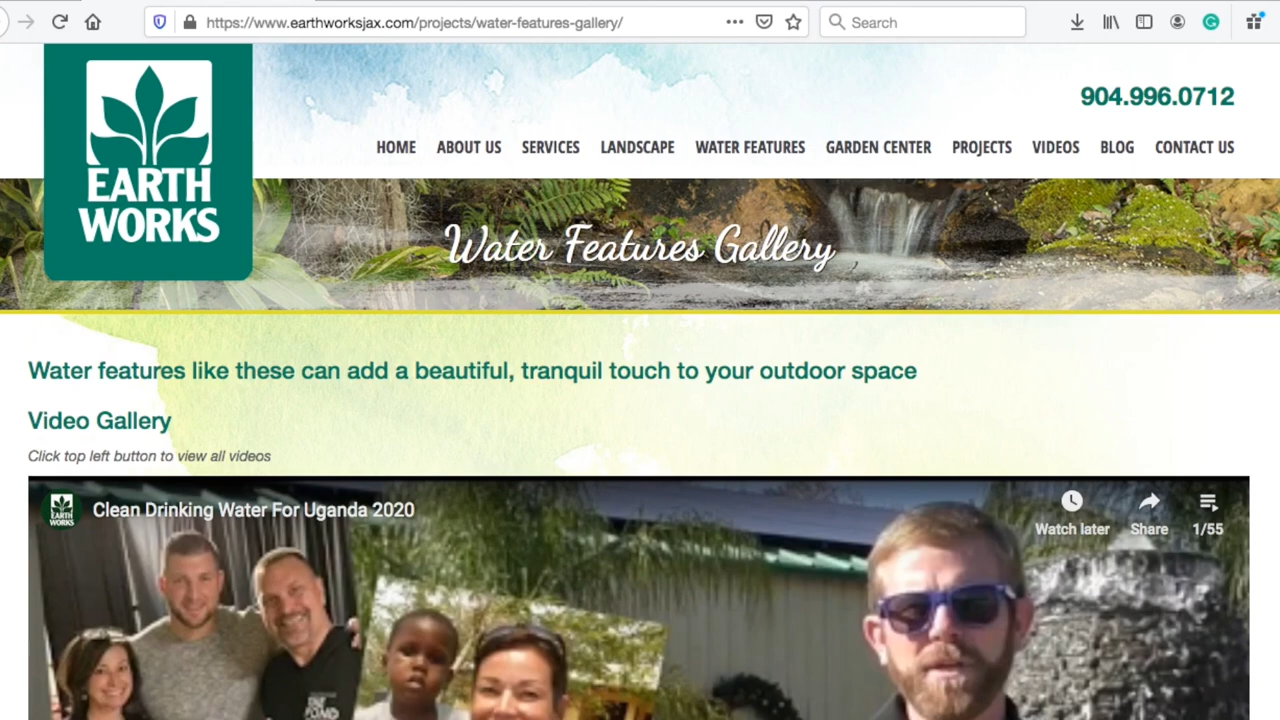 https://www.earthworksjax.com/projects/water-features-gallery/
Search
EARTH
WORKS
904.996.0712
HOME ABOUT US SERVICES LANDSCAPE WATER FEATURES GARDEN CENTER PROJECTS VIDEOS BLOG CONTACT US
Water Features Gallery
Water features like these can add a beautiful, tranquil touch to your outdoor space
Video Gallery
Click top left button to view all videos
EARTH
WORKS
Clean Drinking Water For Uganda 2020
Watch later Share 1/55